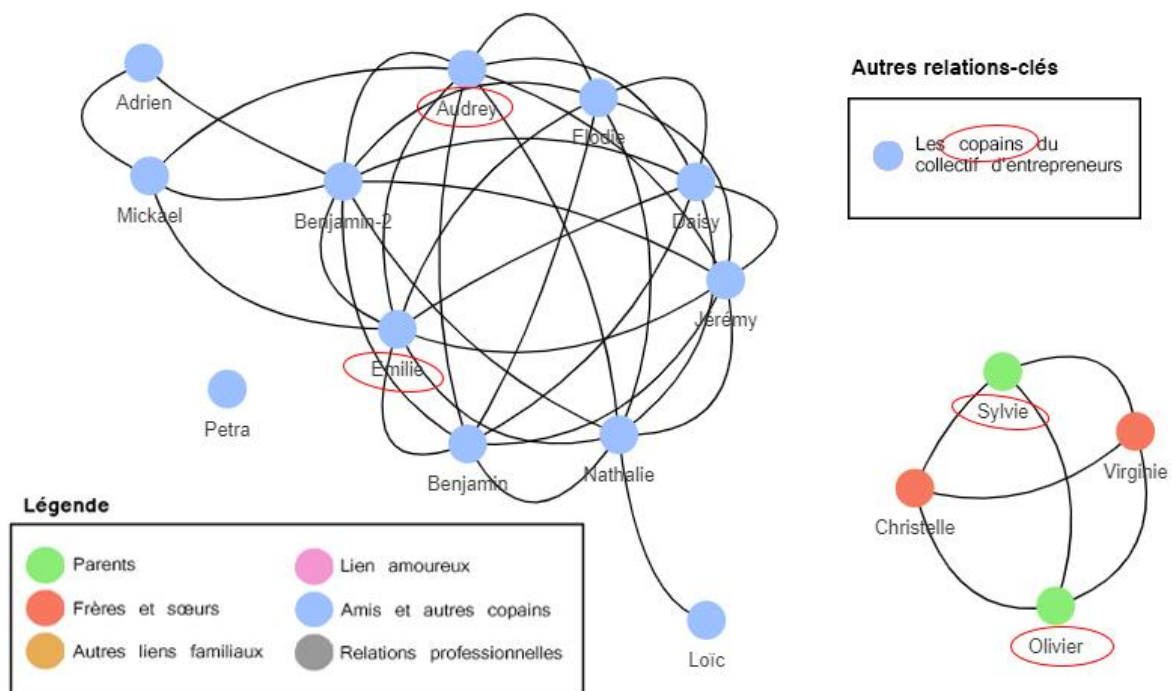 Adrien
Audrey
Elodie
Mickael
Benjamin-2
Daisy
Jérémy
Emilie
Petra
Benjamin
Nathalie
Loïc
Autres relations-clés
Les copains du
collectif d'entrepreneurs
Sylvie
Virginie
Christelle
Olivier
Légende
Parents
Lien amoureux
Frères et sœurs
Amis et autres copains
Autres liens familiaux
Relations professionnelles